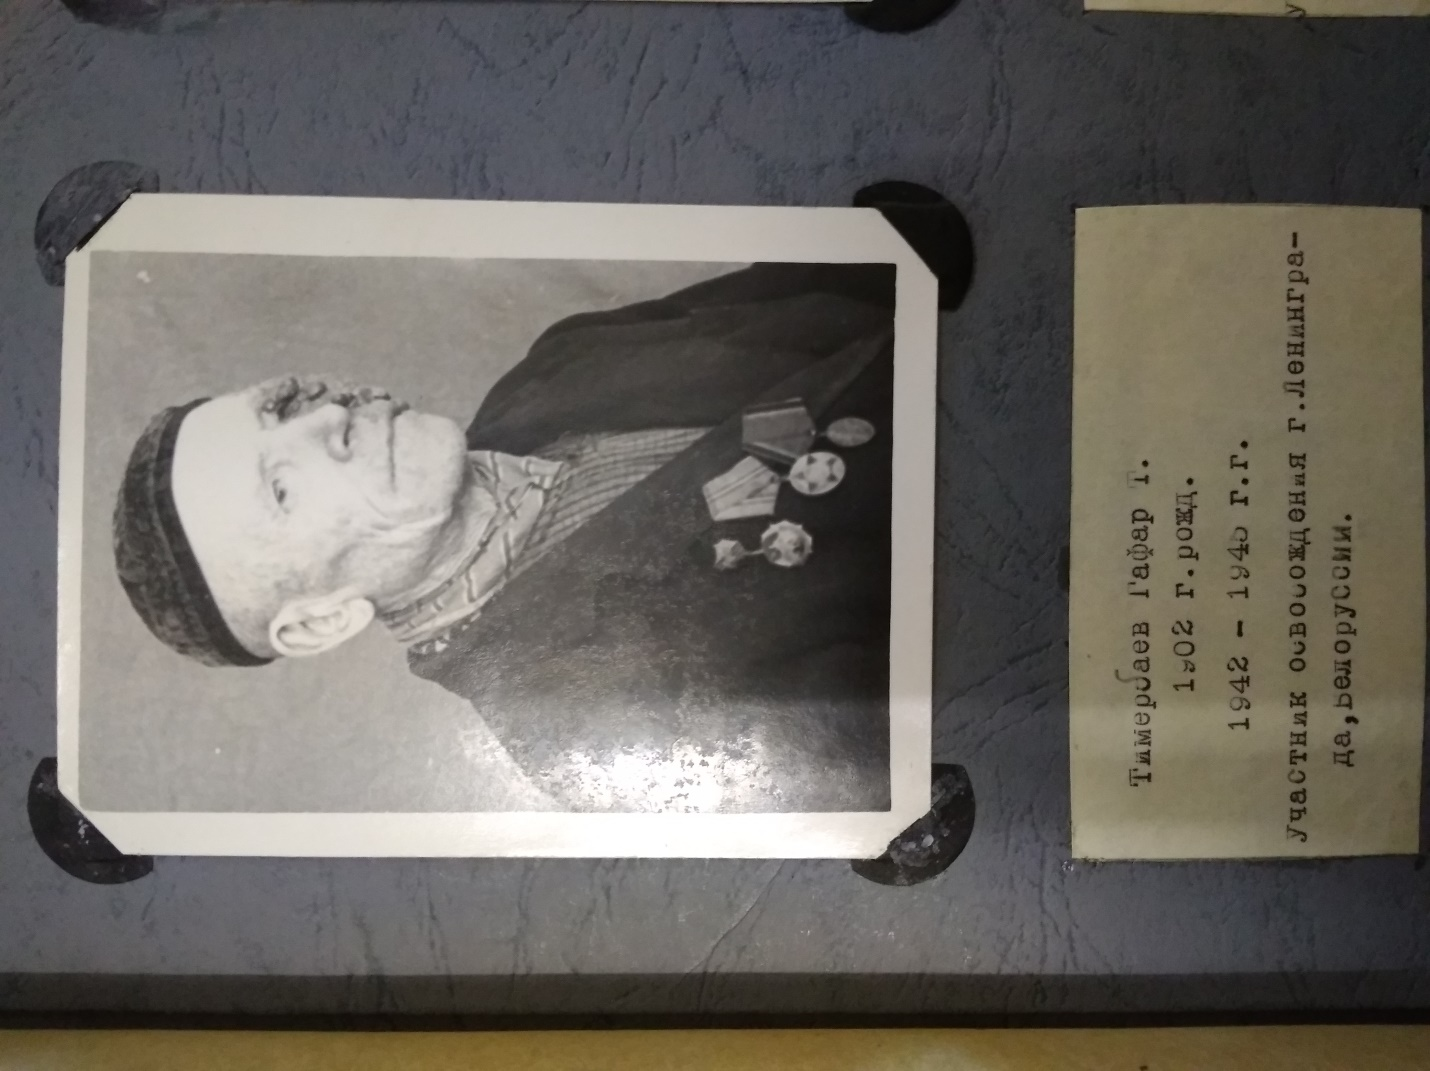 Тимербаев Гафар Т.
1902 г.рожд.
1942 - 1945 г.г.
Участник освобождения г.Ленингра-
да,Белоруссии.